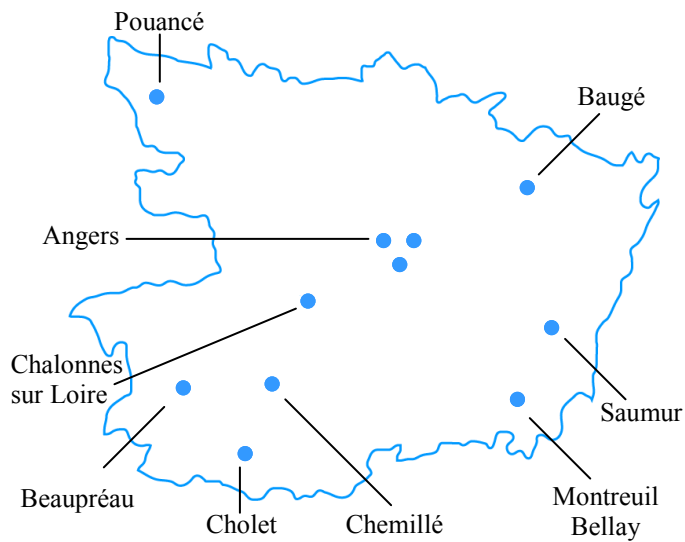 Pouancé
Baugé
Angers
Chalonnes
sur Loire
Saumur
Beaupréau
Cholet
Chemillé
Montreuil
Bellay